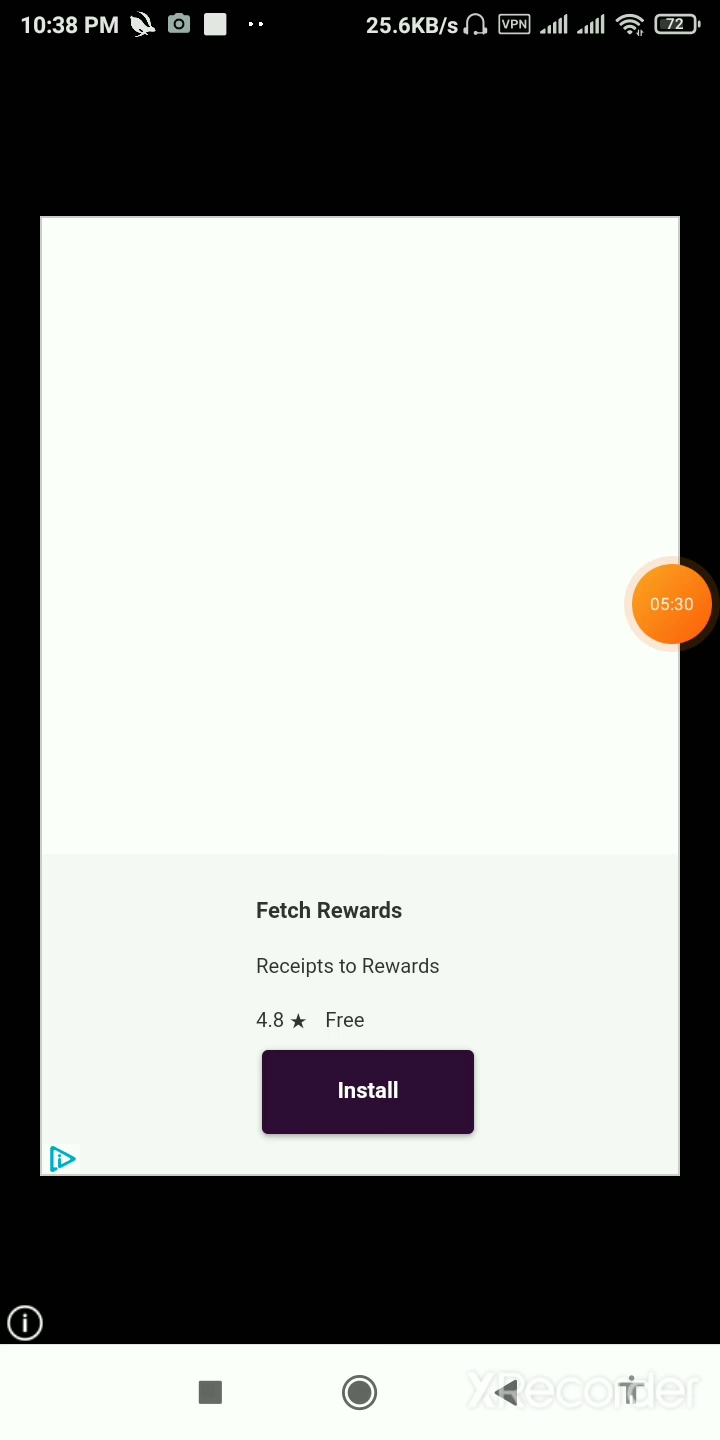 10:38 PM 25.6KB/s VPN 72
05:30
Fetch Rewards
Receipts to Rewards
4.8 ★ Free
Install
XRecorder